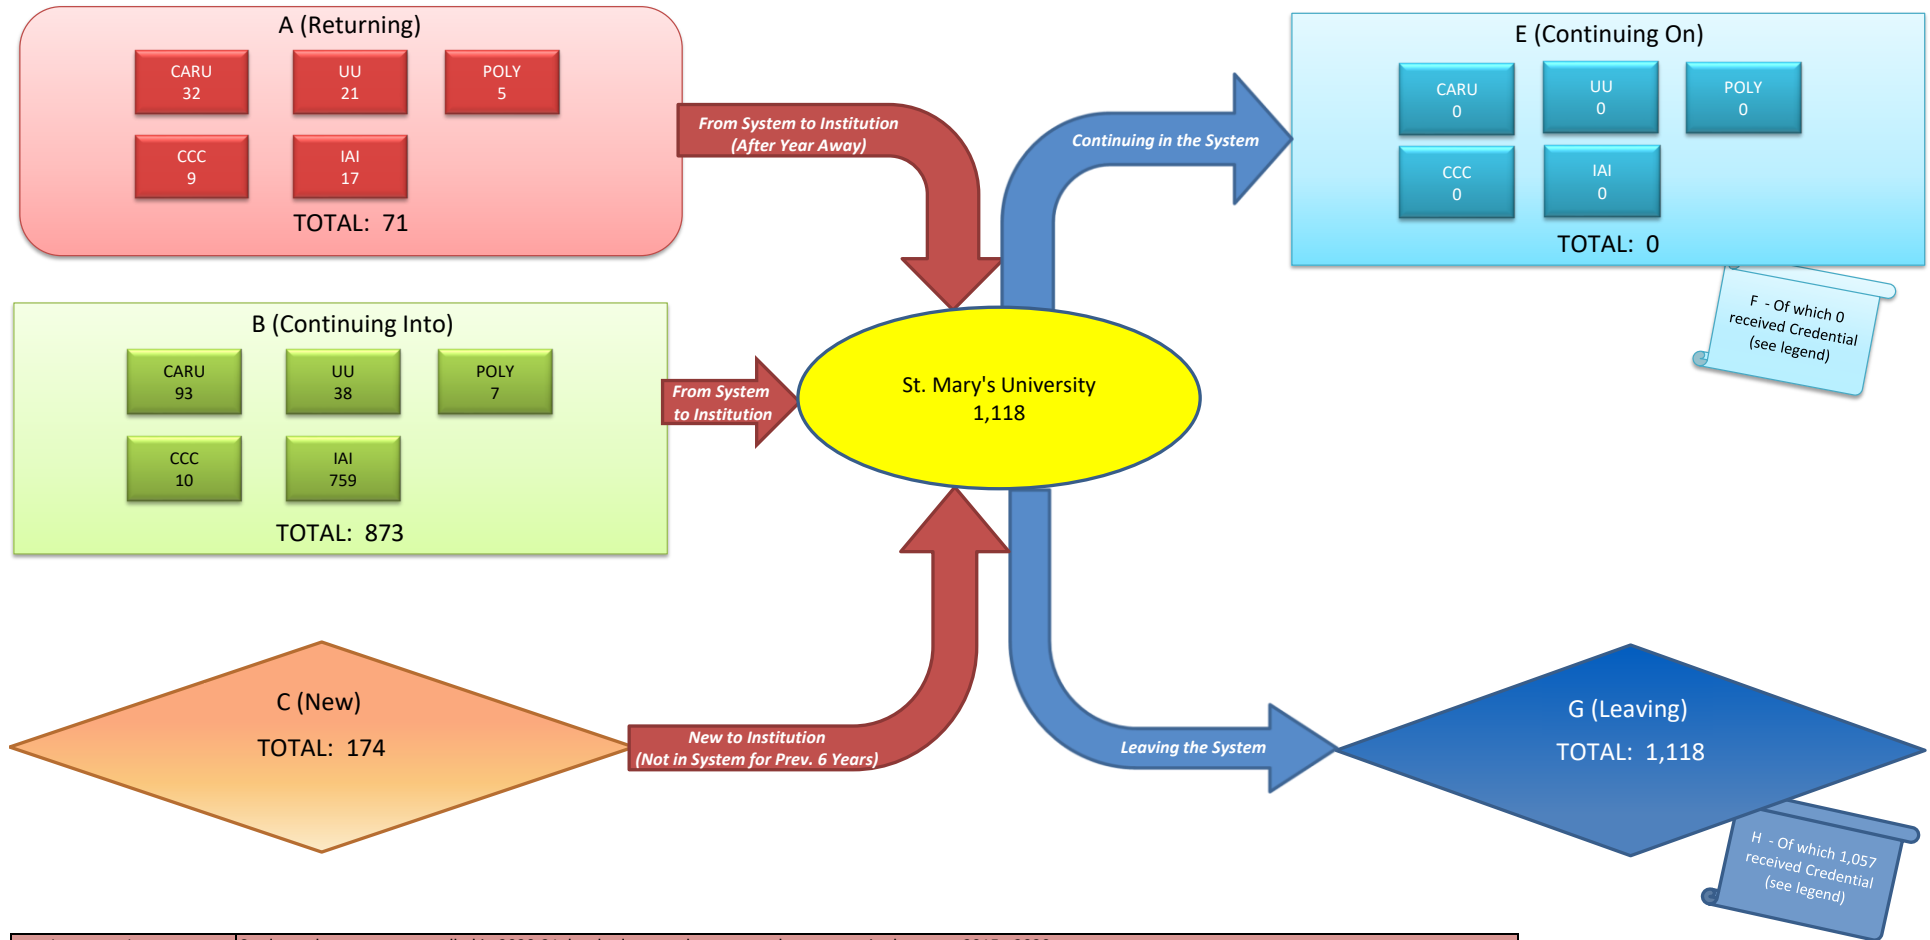 A (Returning)
CARU
32
UU
21
POLY
5
CCC
9
IAI
17
TOTAL: 71
From System to Institution
(After Year Away)
B (Continuing Into)
CARU
93
UU
38
POLY
7
CCC
10
IAI
759
TOTAL: 873
From System
to Institution
C (New)
TOTAL: 174
New to Institution
(Not in System for Prev. 6 Years)
St. Mary's University
1,118
Continuing in the System
E (Continuing On)
CARU
0
UU
0
POLY
0
CCC
0
IAI
0
TOTAL: 0
F - Of which 0
received Credential
(see legend)
Leaving the System
G (Leaving)
TOTAL: 1,118
H - Of which 1,057
received Credential
(see legend)